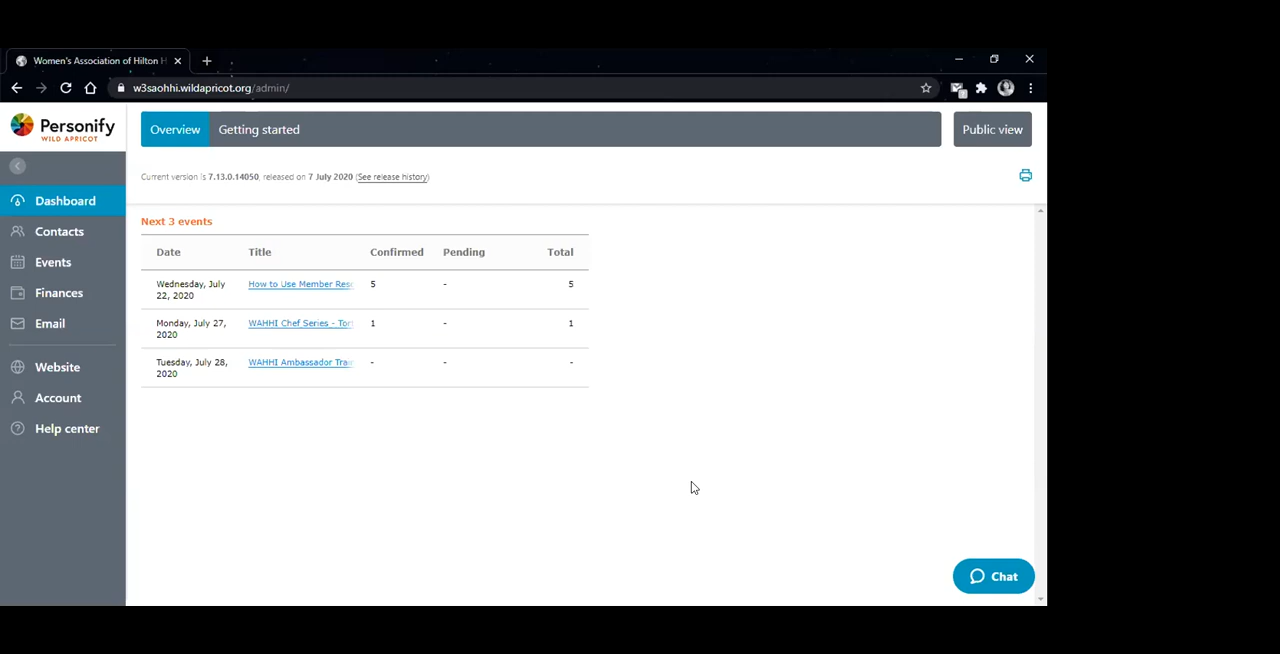 Women's Association of Hilton H
w3saohhi.wildapricot.org/admin/
Personify
WILD APRICOT
Overview
Getting started
Public view
Current version is 7.13.0.14050, released on 7 July 2020 (See release history).
Dashboard
Contacts
Events
Finances
Email
Website
Account
Help center
Next 3 events
Date Title Confirmed Pending Total
Wednesday, July 22, 2020 How to Use Member Reso 5 - 5
Monday, July 27, 2020 WAHHI Chef Series - Tort 1 - 1
Tuesday, July 28, 2020 WAHHI Ambassador Trai - - -
Chat